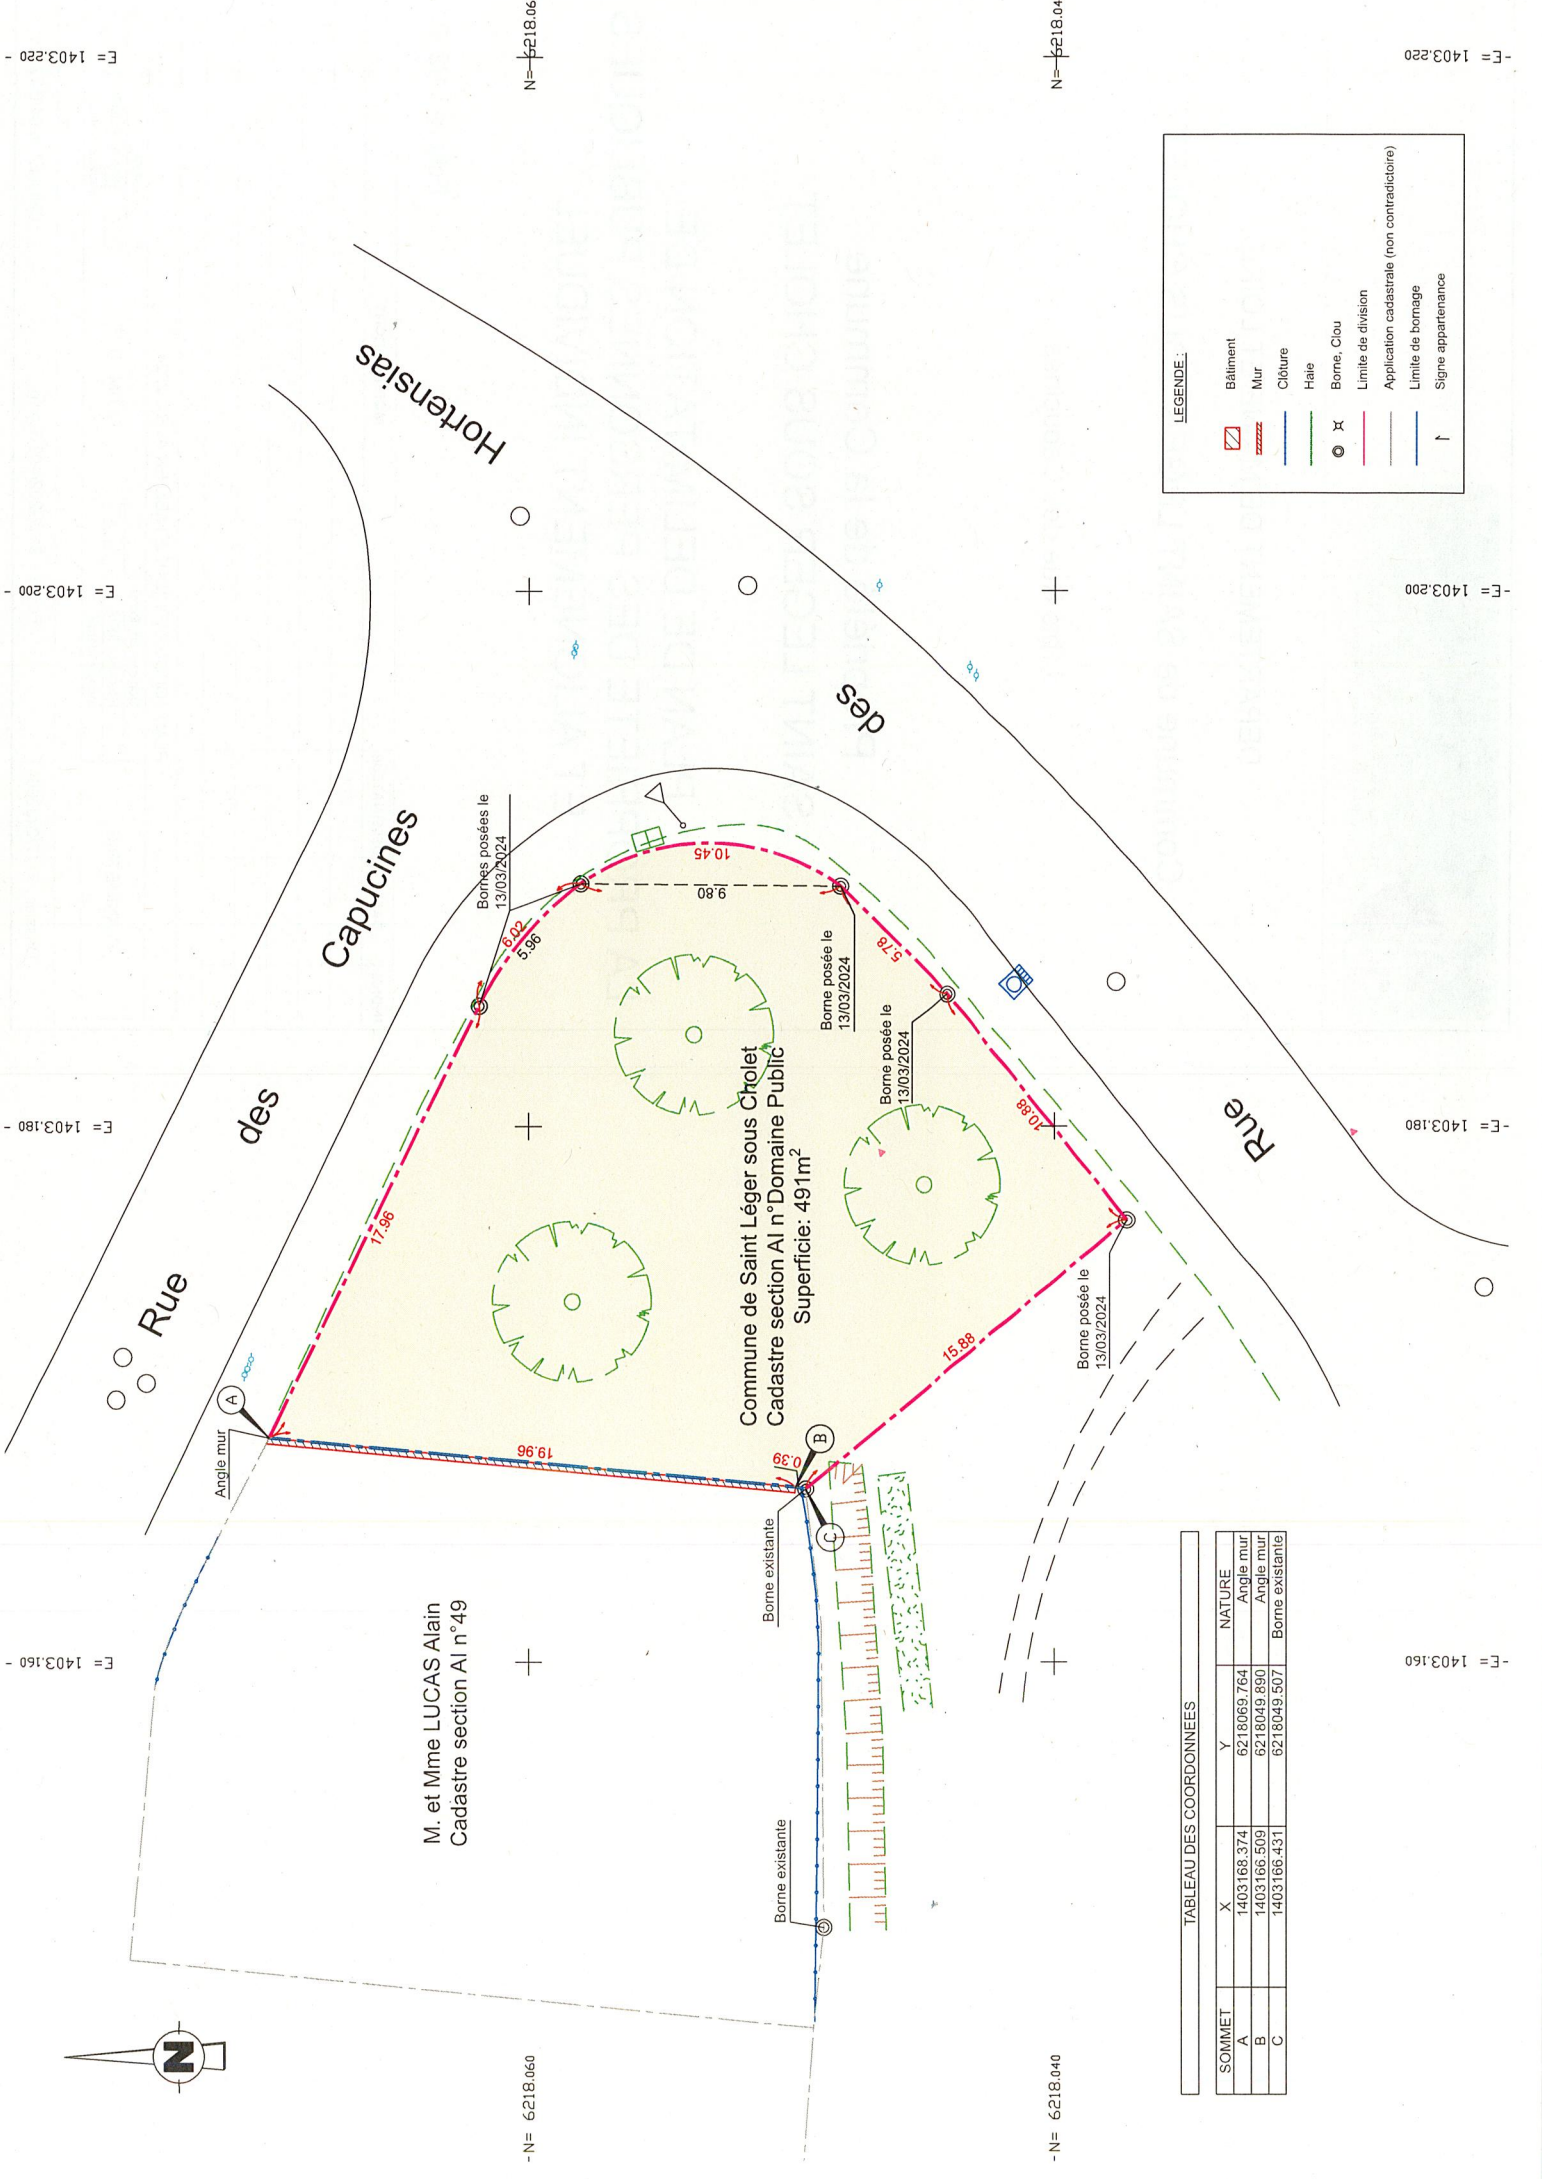 E= 1403.160
E= 1403.180
E= 1403.200
E= 1403.220
N
Rue
des
Capucines
Hortensias
des
Rue
Angle mur
A
Bornes posées le
13/03/2024
17.96
6.02
5.96
10.45
9.80
5.78
10.88
15.88
19.96
0.39
Borne posée le
13/03/2024
Borne posée le
13/03/2024
Borne posée le
13/03/2024
M. et Mme LUCAS Alain
Cadastre section AI n°49
Commune de Saint Léger sous Cholet
Cadastre section AI n°Domaine Public
Superficie: 491m²
Borne existante
Borne existante
B
C
N= 6218.060
N= 6218.06
N= 6218.040
N= 6218.04
TABLEAU DES COORDONNEES
SOMMET X Y NATURE
A 1403168.374 6218069.764 Angle mur
B 1403166.509 6218049.890 Angle mur
C 1403166.431 6218049.507 Borne existante
LEGENDE :
Bâtiment
Mur
Clôture
Haie
Borne, Clou
Limite de division
Application cadastrale (non contradictoire)
Limite de bornage
Signe appartenance
E= 1403.160
E= 1403.180
E= 1403.200
E= 1403.220